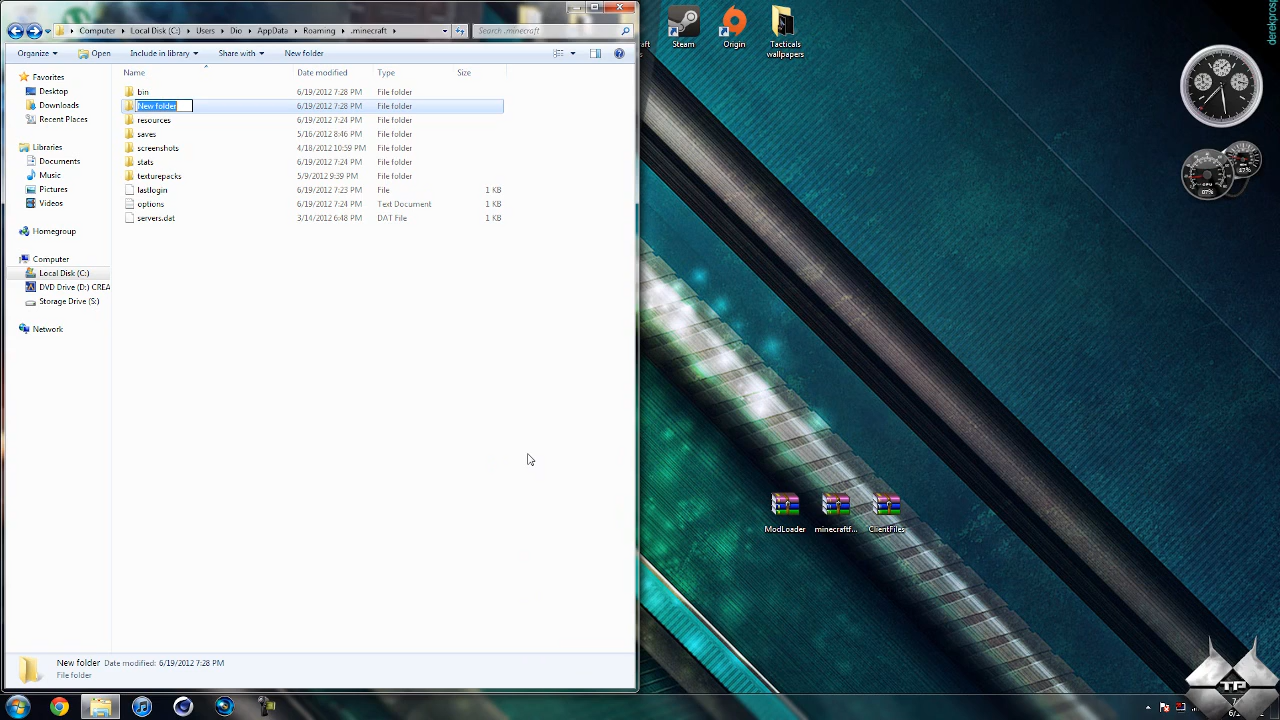 Computer Local Disk (C:) Users Dio AppData Roaming .minecraft Search .minecraft
Organize Open Include in library Share with New folder
Name Date modified Type Size
Favorites
Desktop
Downloads
Recent Places
Libraries
Documents
Music
Pictures
Videos
Homegroup
Computer
Local Disk (C:)
DVD Drive (D:) CREA
Storage Drive (S:)
Network
bin 6/19/2012 7:28 PM File folder
New folder 6/19/2012 7:28 PM File folder
resources 6/19/2012 7:24 PM File folder
saves 5/16/2012 8:46 PM File folder
screenshots 4/18/2012 10:59 PM File folder
stats 6/19/2012 7:24 PM File folder
texturepacks 5/9/2012 9:39 PM File folder
lastlogin 6/19/2012 7:23 PM File 1 KB
options 6/19/2012 7:24 PM Text Document 1 KB
servers.dat 3/14/2012 6:48 PM DAT File 1 KB
New folder Date modified: 6/19/2012 7:28 PM
File folder
Steam
Origin
Tacticals
wallpapers
ModLoader
minecraftf...
ClientFiles
TP